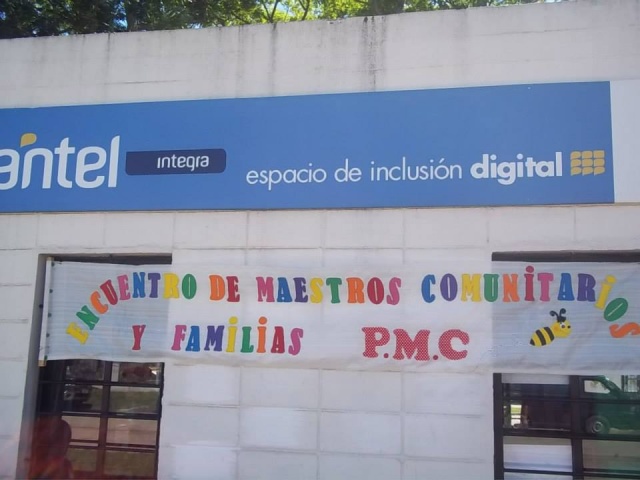 antel integra espacio de inclusión digital
ENCUENTRO DE MAESTROS COMUNITARIOS
Y FAMILIAS P.M.C